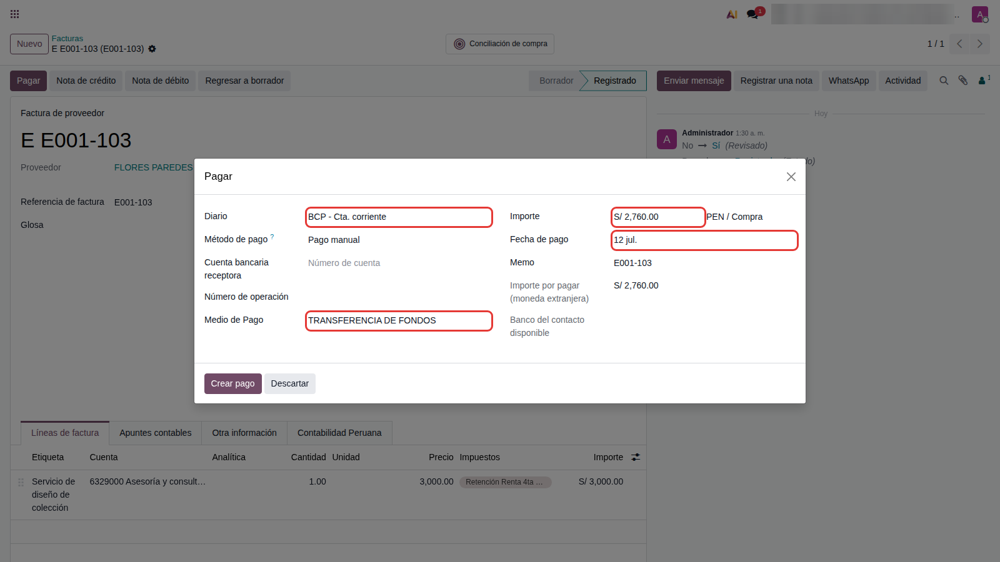 AI
1
A
Nuevo
Facturas
E E001-103 (E001-103)
Conciliación de compra
1 / 1
Pagar
Nota de crédito
Nota de débito
Regresar a borrador
Borrador
Registrado
Enviar mensaje
Registrar una nota
WhatsApp
Actividad
1
Factura de proveedor
E E001-103
Proveedor
FLORES PAREDES
Referencia de factura
E001-103
Glosa
Hoy
A
Administrador 1:30 a. m.
No → Sí (Revisado)
Pagar
Diario
BCP - Cta. corriente
Método de pago ?
Pago manual
Cuenta bancaria
receptora
Número de cuenta
Número de operación
Medio de Pago
TRANSFERENCIA DE FONDOS
Importe
S/ 2,760.00
PEN / Compra
Fecha de pago
12 jul.
Memo
E001-103
Importe por pagar
(moneda extranjera)
S/ 2,760.00
Banco del contacto
disponible
Crear pago
Descartar
Líneas de factura
Apuntes contables
Otra información
Contabilidad Peruana
Etiqueta
Cuenta
Analítica
Cantidad
Unidad
Precio
Impuestos
Importe
Servicio de
diseño de
colección
6329000 Asesoría y consult…
1.00
3,000.00
Retención Renta 4ta …
S/ 3,000.00